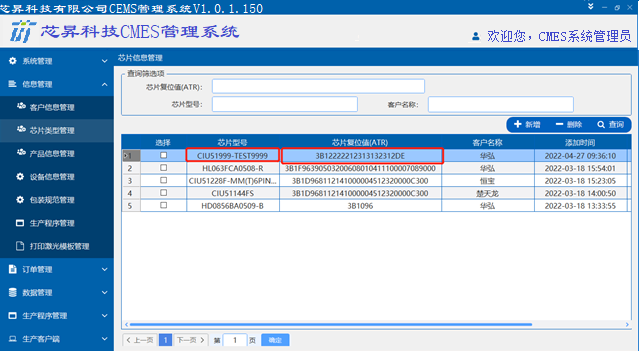 芯昇科技有限公司CEMS管理系统V1.0.1.150
芯昇科技CMES管理系统
欢迎您，CMES系统管理员
系统管理
信息管理
客户信息管理
芯片类型管理
产品信息管理
设备信息管理
包装规范管理
生产程序管理
打印激光模板管理
订单管理
数据管理
生产程序管理
生产客户端
芯片信息管理
查询筛选项
芯片复位值(ATR):
芯片型号:
客户名称:
新增 删除 查询
选择 芯片型号 芯片复位值(ATR) 客户名称 添加时间
1 CIU51999-TEST9999 3B12222212313132312DE 华弘 2022-04-27 09:36:10
2 HL063FCA0508-R 3B1F96390503200608010411100007089000 华弘 2022-03-18 15:54:01
3 CIU51228F-MM(T)6PIN... 3B1D96811214100004512320000C300 恒宝 2022-03-18 15:23:05
4 CIU51144FS 3B1D96811214100004512320000C300 楚天龙 2022-03-18 14:00:50
5 HD0856BA0509-B 3B1096 华弘 2022-03-18 13:33:55
上一页 1 下一页 第 1 页 确定